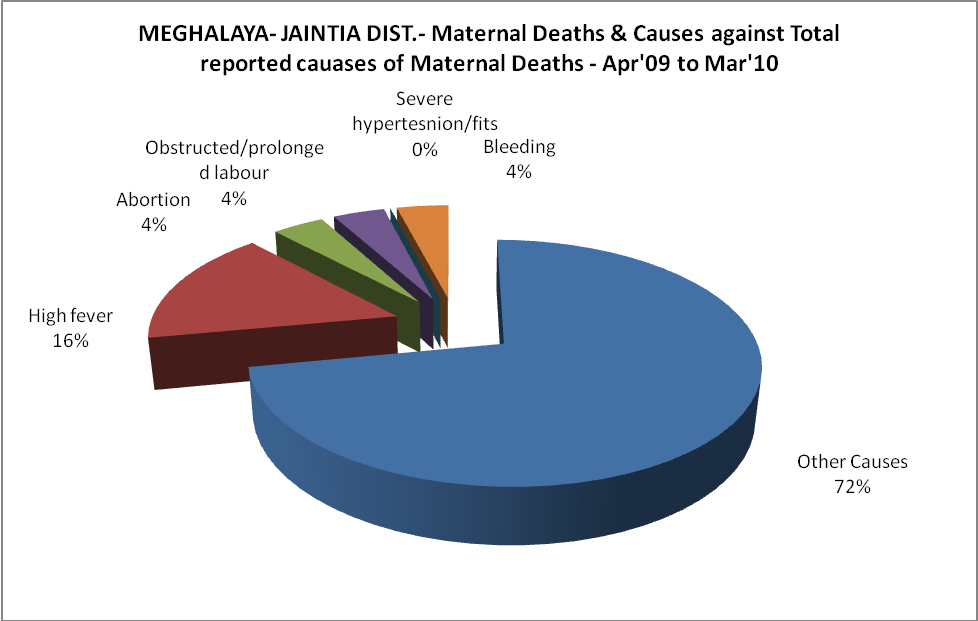 MEGHALAYA- JAINTIA DIST.- Maternal Deaths & Causes against Total
reported cauases of Maternal Deaths - Apr'09 to Mar'10
Severe
hypertesnion/fits
0%
Bleeding
4%
Obstructed/prolonge
d labour
4%
Abortion
4%
High fever
16%
Other Causes
72%